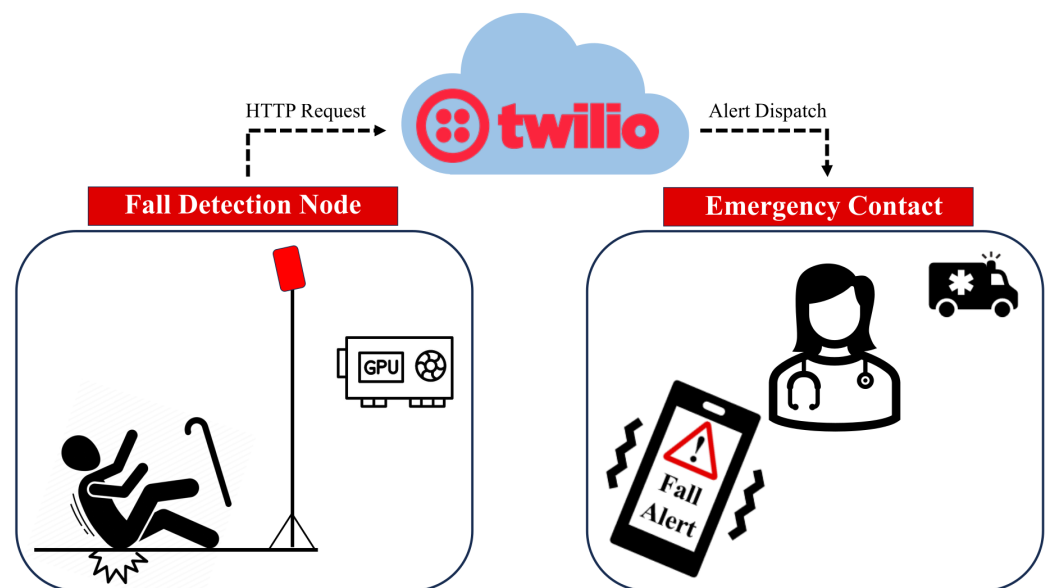 HTTP Request
twilio
Alert Dispatch
Fall Detection Node
Emergency Contact
GPU
!
Fall
Alert